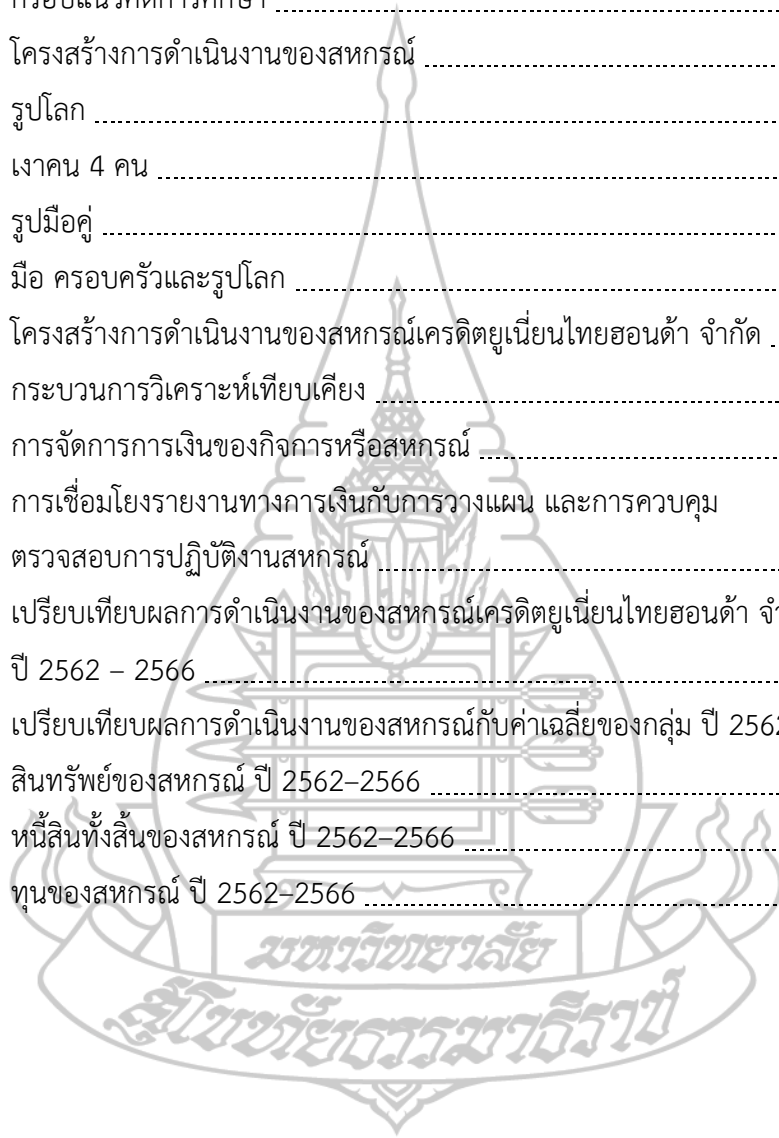 กรอบแนวคิดการศึกษา
โครงสร้างการดำเนินงานของสหกรณ์
รูปโลก
เงาคน 4 คน
รูปมือคู่
มือ ครอบครัวและรูปโลก
โครงสร้างการดำเนินงานของสหกรณ์เครดิตยูเนี่ยนไทยฮอนด้า จำกัด
กระบวนการวิเคราะห์เทียบเคียง
การจัดการการเงินของกิจการหรือสหกรณ์
การเชื่อมโยงรายงานทางการเงินกับการวางแผน และการควบคุม
ตรวจสอบการปฏิบัติงานสหกรณ์
เปรียบเทียบผลการดำเนินงานของสหกรณ์เครดิตยูเนี่ยนไทยฮอนด้า
ปี 2562 – 2566
เปรียบเทียบผลการดำเนินงานของสหกรณ์กับค่าเฉลี่ยของกลุ่ม ปี 2562
สินทรัพย์ของสหกรณ์ ปี 2562–2566
หนี้สินทั้งสิ้นของสหกรณ์ ปี 2562–2566
ทุนของสหกรณ์ ปี 2562–2566
มหาวิทยาลัย
สุโขทัยธรรมาธิราช